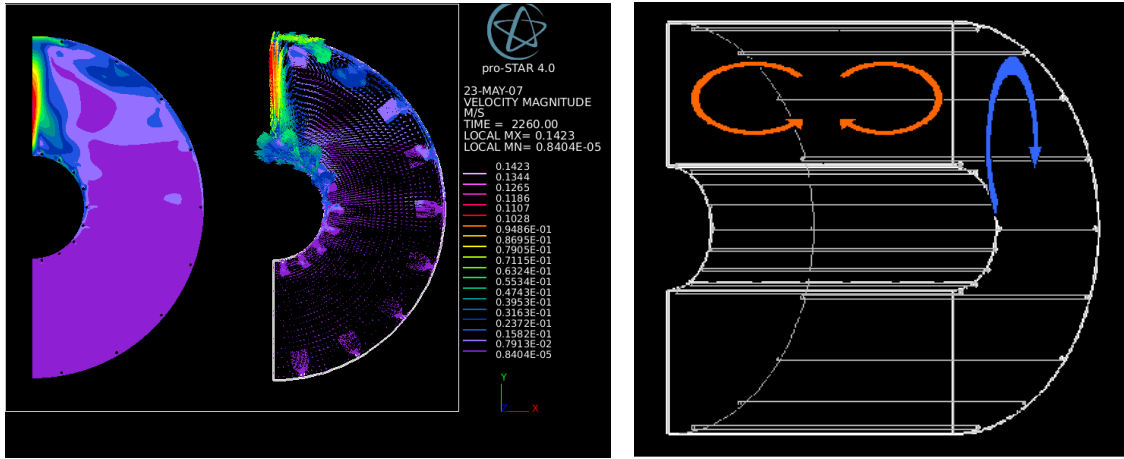 pro-STAR 4.0
23-MAY-07
VELOCITY MAGNITUDE
M/S
TIME = 2260.00
LOCAL MX= 0.1423
LOCAL MN= 0.8404E-05
0.1423
0.1344
0.1265
0.1186
0.1107
0.1028
0.9486E-01
0.8695E-01
0.7905E-01
0.7115E-01
0.6324E-01
0.5534E-01
0.4743E-01
0.3953E-01
0.3163E-01
0.2372E-01
0.1582E-01
0.7913E-02
0.8404E-05
Y
Z X